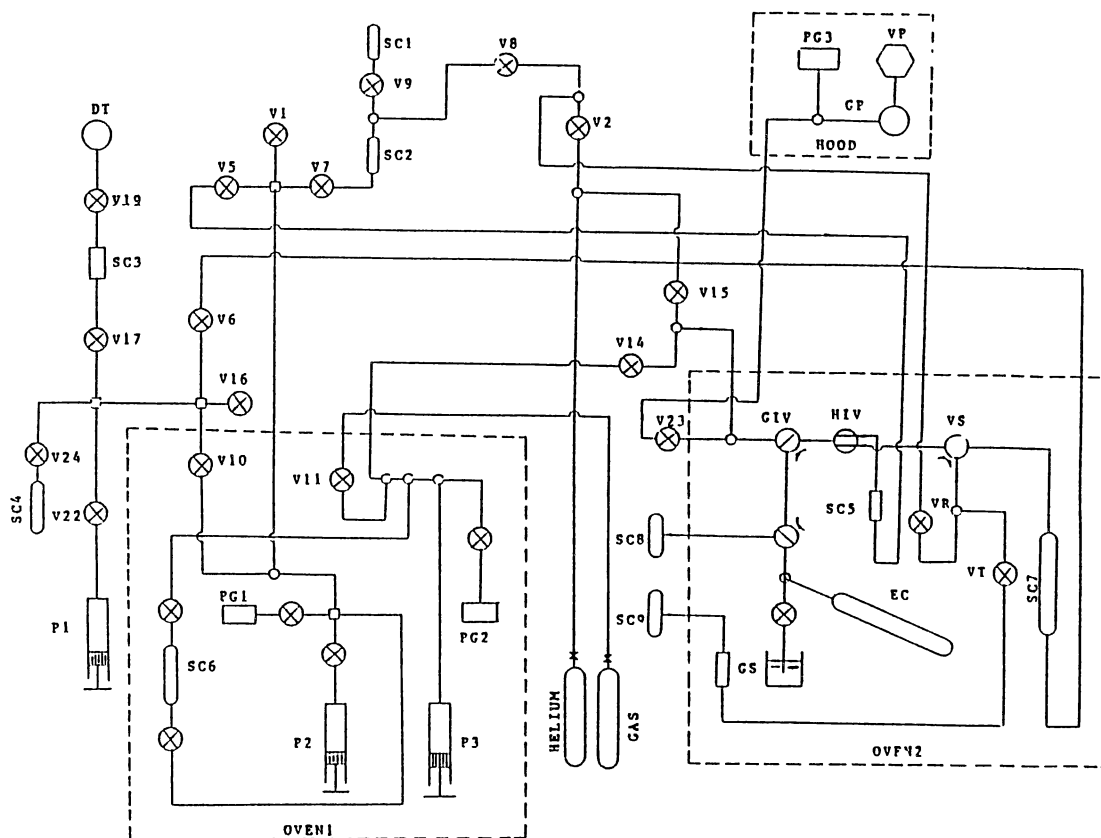 SC1
V8
PG3
VP
V9
DT
V1
V2
GP
HOOD
SC2
V5
V7
V19
SC3
V15
V6
V17
V14
V16
V23
GIV
HIV
VS
V10
V24
V11
SC4
V22
SC5
VR
SC8
VT
SC7
EC
PG1
P1
PG2
SC9
SC6
GS
HELIUM
GAS
P2
P3
OVEN2
OVEN1